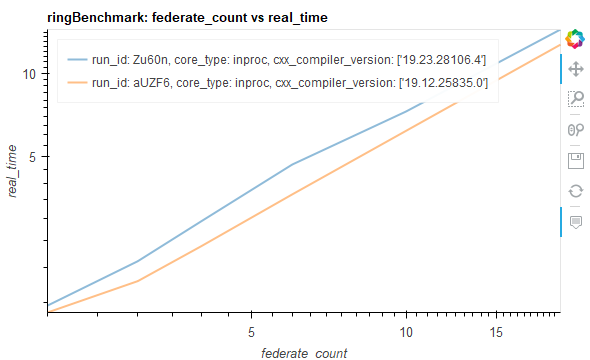 ringBenchmark: federate_count vs real_time
run_id: Zu60n, core_type: inproc, cxx_compiler_version: ['19.23.28106.4']
run_id: aUZF6, core_type: inproc, cxx_compiler_version: ['19.12.25835.0']
10
5
real_time
5
10
15
federate_count